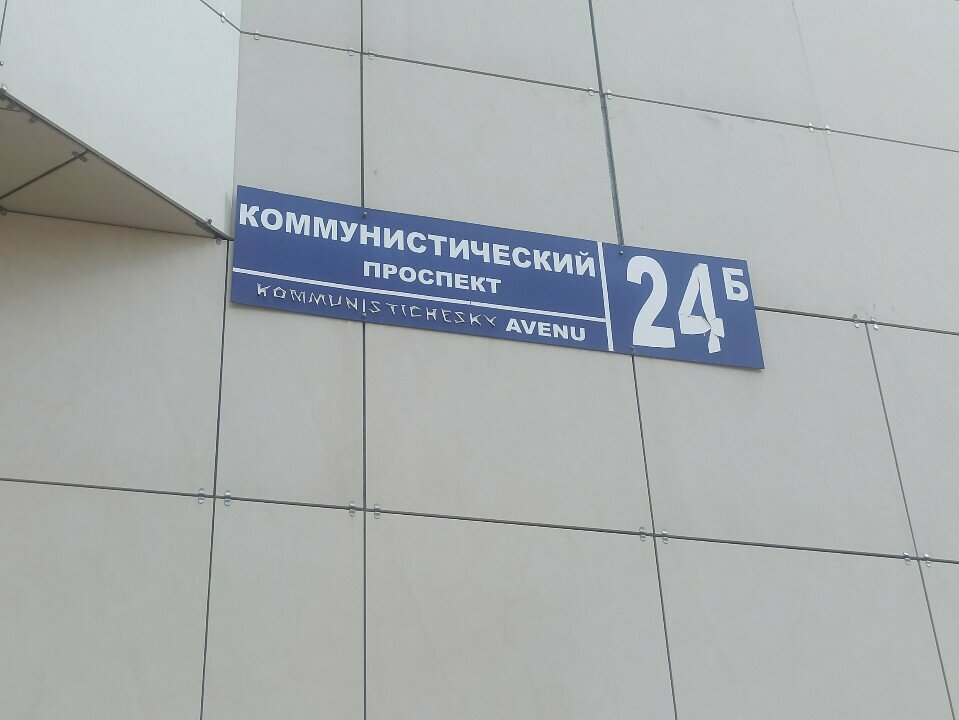 КОММУНИСТИЧЕСКИЙ
ПРОСПЕКТ
KOMMUNISTICHESKY AVENU
24Б